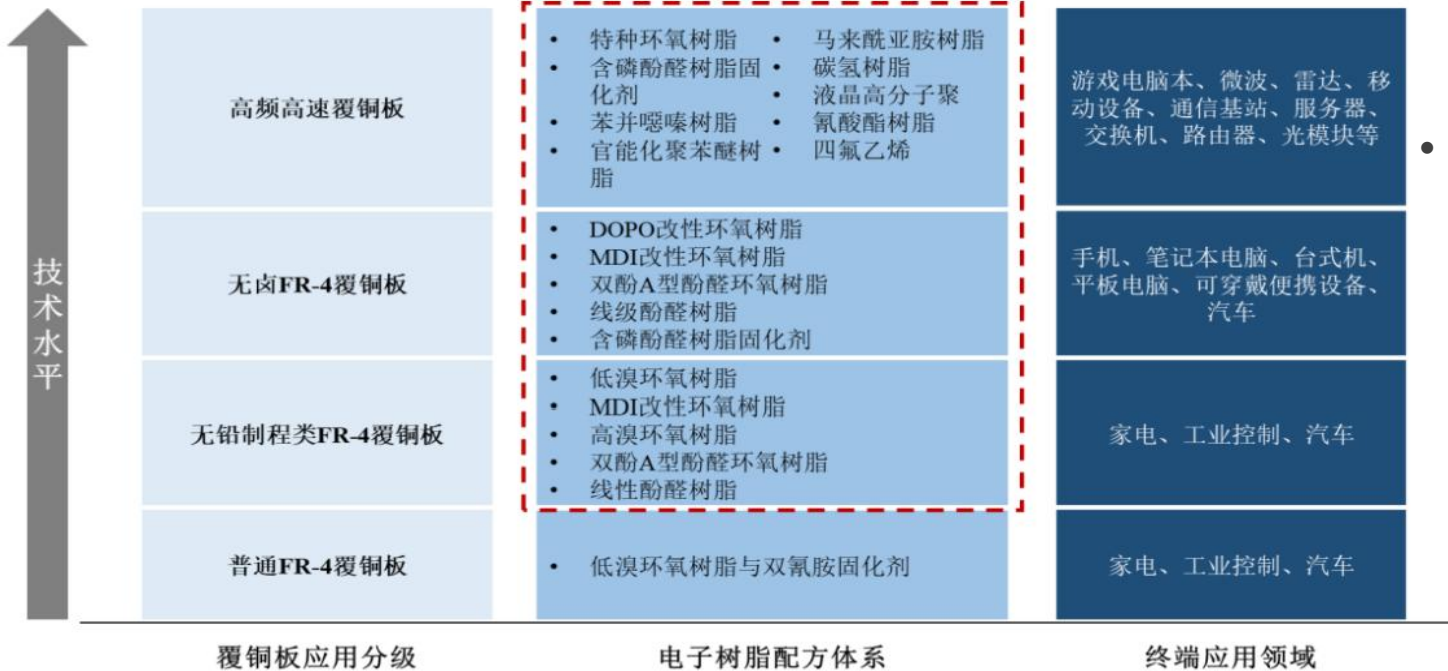 技术水平
高频高速覆铜板
• 特种环氧树脂
• 含磷酚醛树脂固
化剂
• 苯并噁嗪树脂
• 官能化聚苯醚树
脂
• 马来酰亚胺树脂
• 碳氢树脂
• 液晶高分子聚
• 氰酸酯树脂
• 四氟乙烯
游戏电脑本、微波、雷达、移
动设备、通信基站、服务器、
交换机、路由器、光模块等
无卤FR-4覆铜板
• DOPO改性环氧树脂
• MDI改性环氧树脂
• 双酚A型酚醛环氧树脂
• 线级酚醛树脂
• 含磷酚醛树脂固化剂
手机、笔记本电脑、台式机、
平板电脑、可穿戴便携设备、
汽车
无铅制程类FR-4覆铜板
• 低溴环氧树脂
• MDI改性环氧树脂
• 高溴环氧树脂
• 双酚A型酚醛环氧树脂
• 线性酚醛树脂
家电、工业控制、汽车
普通FR-4覆铜板
• 低溴环氧树脂与双氰胺固化剂
家电、工业控制、汽车
覆铜板应用分级
电子树脂配方体系
终端应用领域